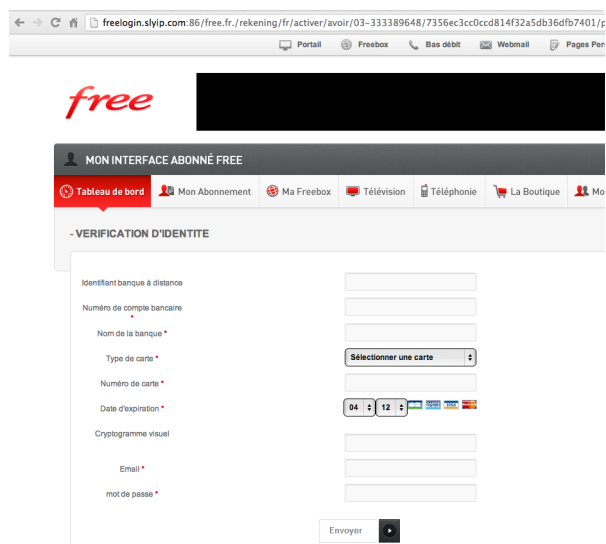 freelogin.slyip.com:86/free.fr./rekening/fr/activer/avoir/03-333389648/7356ec3cc0ccd814f32a5db36dfb7401/p
Portail Freebox Bas débit Webmail Pages Per
free
MON INTERFACE ABONNÉ FREE
Tableau de bord Mon Abonnement Ma Freebox Télévision Téléphonie La Boutique Mo
- VERIFICATION D'IDENTITE
Identifiant banque à distance
Numéro de compte bancaire
*
Nom de la banque *
Type de carte * Sélectionner une carte
Numéro de carte *
Date d'expiration * 04 12 VISA
Cryptogramme visuel
Email *
mot de passe *
Envoyer